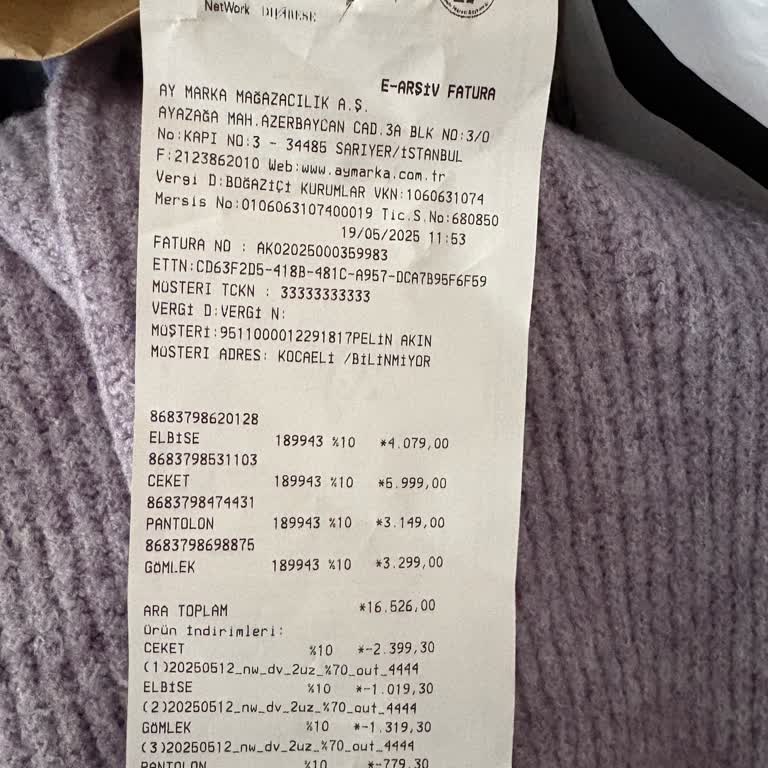 NetWork
E-ARŞİV FATURA
AY MARKA MAĞAZACILIK A.Ş.
AYAZAĞA MAH.AZERBAYCAN CAD.3A BLK NO:3/0
No:KAPI NO:3 - 34485 SARIYER/İSTANBUL
F:2123862010 Web:www.aymarka.com.tr
Vergi D:BOĞAZİÇİ KURUMLAR VKN:1060631074
Mersis No:0106063107400019 Tic.S.No:680850
19/05/2025 11:53
FATURA NO : AK02025000359983
ETTN:CD63F2D5-418B-481C-A957-DCA7B95F6F59
MÜSTERİ TCKN : 33333333333
VERGİ D:VERGİ N:
MÜŞTERİ:9511000012291817PELİN AKIN
MÜSTERİ ADRES: KOCAELİ /BİLİNMİYOR
8683798620128
ELBİSE 189943 %10 *4.079,00
8683798531103
CEKET 189943 %10 *5.999,00
8683798474431
PANTOLON 189943 %10 *3.149,00
8683798698875
GÖMLEK 189943 %10 *3.299,00
ARA TOPLAM *16.526,00
Ürün İndirimleri:
CEKET %10 *-2.399,30
(1)20250512_nw_dv_2uz_%70_out_4444
ELBİSE %10 *-1.019,30
(2)20250512_nw_dv_2uz_%70_out_4444
GÖMLEK %10 *-1.319,30
(3)20250512_nw_dv_2uz_%70_out_4444
PANTOLON %10 *-779,30